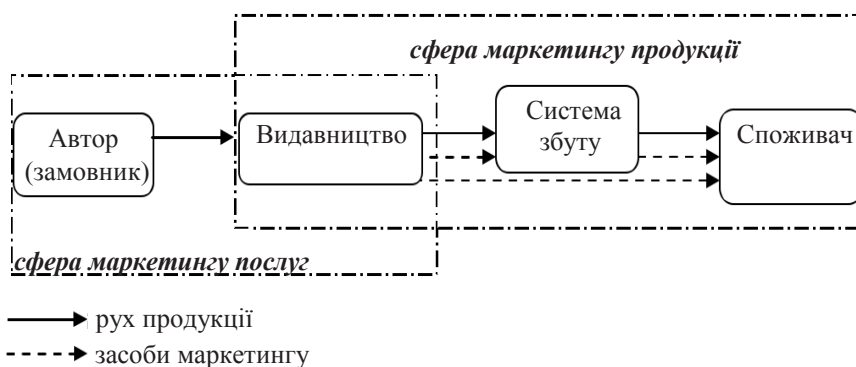 сфера маркетингу продукції
Автор
(замовник)
Видавництво
Система
збуту
Споживач
сфера маркетингу послуг
рух продукції
засоби маркетингу